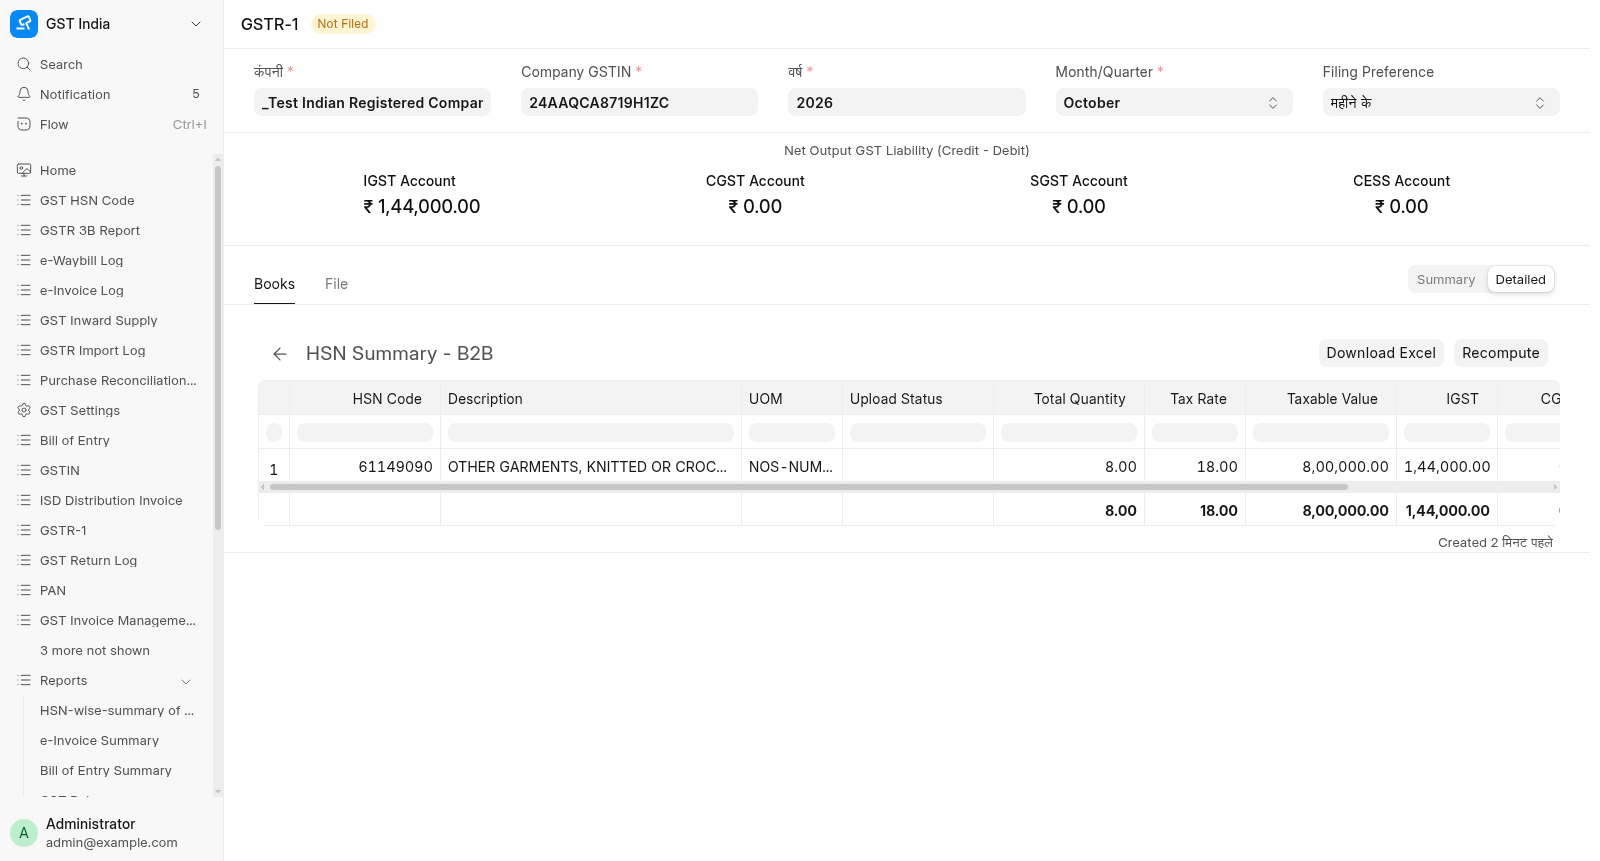 GST India
Search
Notification 5
Flow Ctrl+I
Home
GST HSN Code
GSTR 3B Report
e-Waybill Log
e-Invoice Log
GST Inward Supply
GSTR Import Log
Purchase Reconciliation...
GST Settings
Bill of Entry
GSTIN
ISD Distribution Invoice
GSTR-1
GST Return Log
PAN
GST Invoice Manageme...
3 more not shown
Reports
HSN-wise-summary of ...
e-Invoice Summary
Bill of Entry Summary
A
Administrator
admin@example.com
GSTR-1 Not Filed
कंपनी * Company GSTIN * वर्ष * Month/Quarter * Filing Preference
_Test Indian Registered Compar 24AAQCA8719H1ZC 2026 October महीने के
Net Output GST Liability (Credit - Debit)
IGST Account CGST Account SGST Account CESS Account
₹ 1,44,000.00 ₹ 0.00 ₹ 0.00 ₹ 0.00
Books File Summary Detailed
HSN Summary - B2B Download Excel Recompute
HSN Code Description UOM Upload Status Total Quantity Tax Rate Taxable Value IGST CG
1 61149090 OTHER GARMENTS, KNITTED OR CROC... NOS-NUM... 8.00 18.00 8,00,000.00 1,44,000.00
8.00 18.00 8,00,000.00 1,44,000.00
Created 2 मिनट पहले